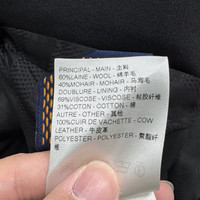 PRINCIPAL - MAIN - 主料
60%LAINE - WOOL - 绵羊毛
40%MOHAIR - MOHAIR - 马海毛
DOUBLURE - LINING - 内衬
69%VISCOSE - VISCOSE - 粘胶纤维
31%COTON - COTTON - 棉
AUTRE - OTHER - 其他
100%CUIR DE VACHETTE - COW
LEATHER - 牛皮革
POLYESTER - POLYESTER - 聚酯纤
维